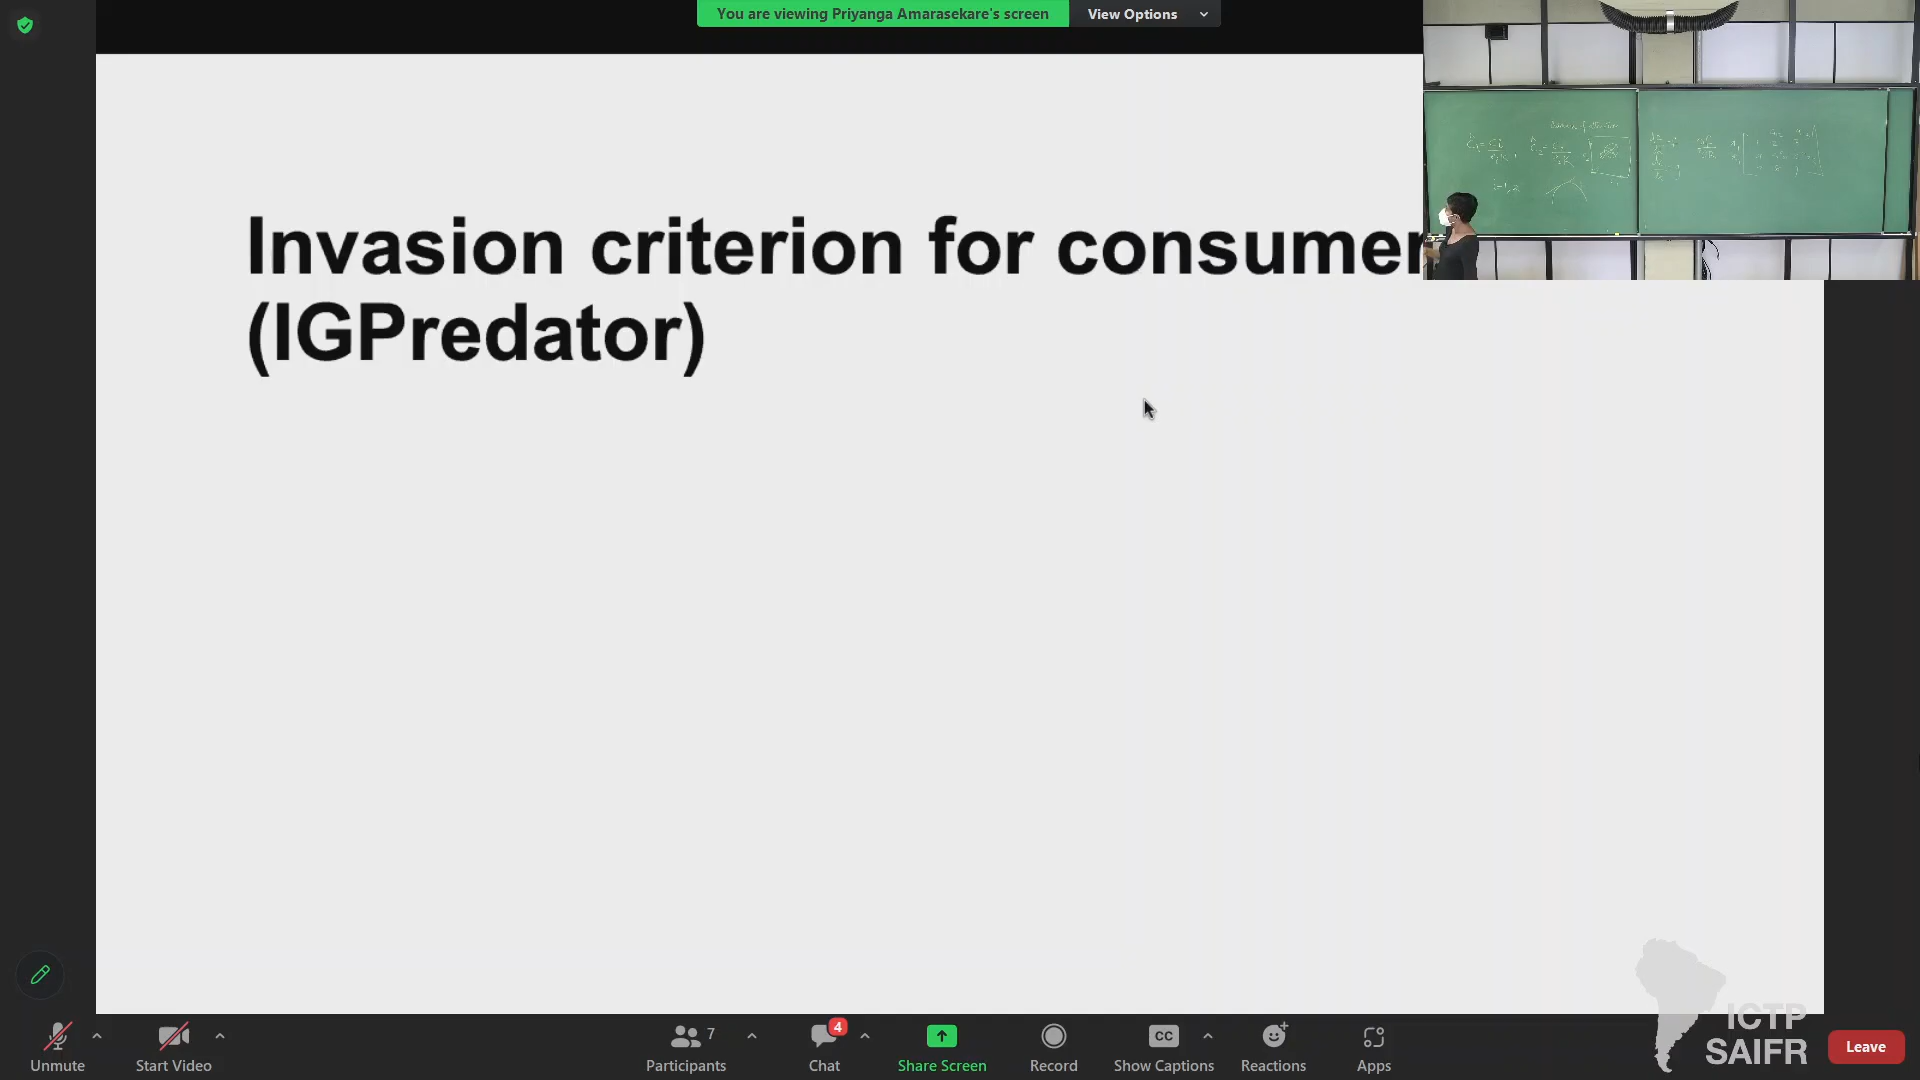 You are viewing Priyanga Amarasekare's screen
View Options
Invasion criterion for consumer
(IGPredator)
Unmute
Start Video
7
Participants
4
Chat
Share Screen
Record
CC
Show Captions
Reactions
Apps
ICTP
SAIFR
Leave